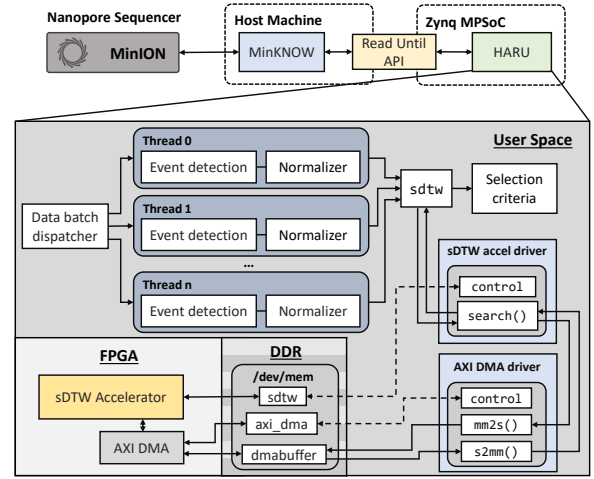 Nanopore Sequencer
Host Machine
Zynq MPSoC
MinION
MinKNOW
Read Until
API
HARU
User Space
Thread 0
Event detection
Normalizer
Thread 1
Event detection
Normalizer
...
Thread n
Event detection
Normalizer
Data batch
dispatcher
sdtw
Selection
criteria
sDTW accel driver
control
search()
FPGA
sDTW Accelerator
AXI DMA
DDR
/dev/mem
sdtw
axi_dma
dmabuffer
AXI DMA driver
control
mm2s()
s2mm()